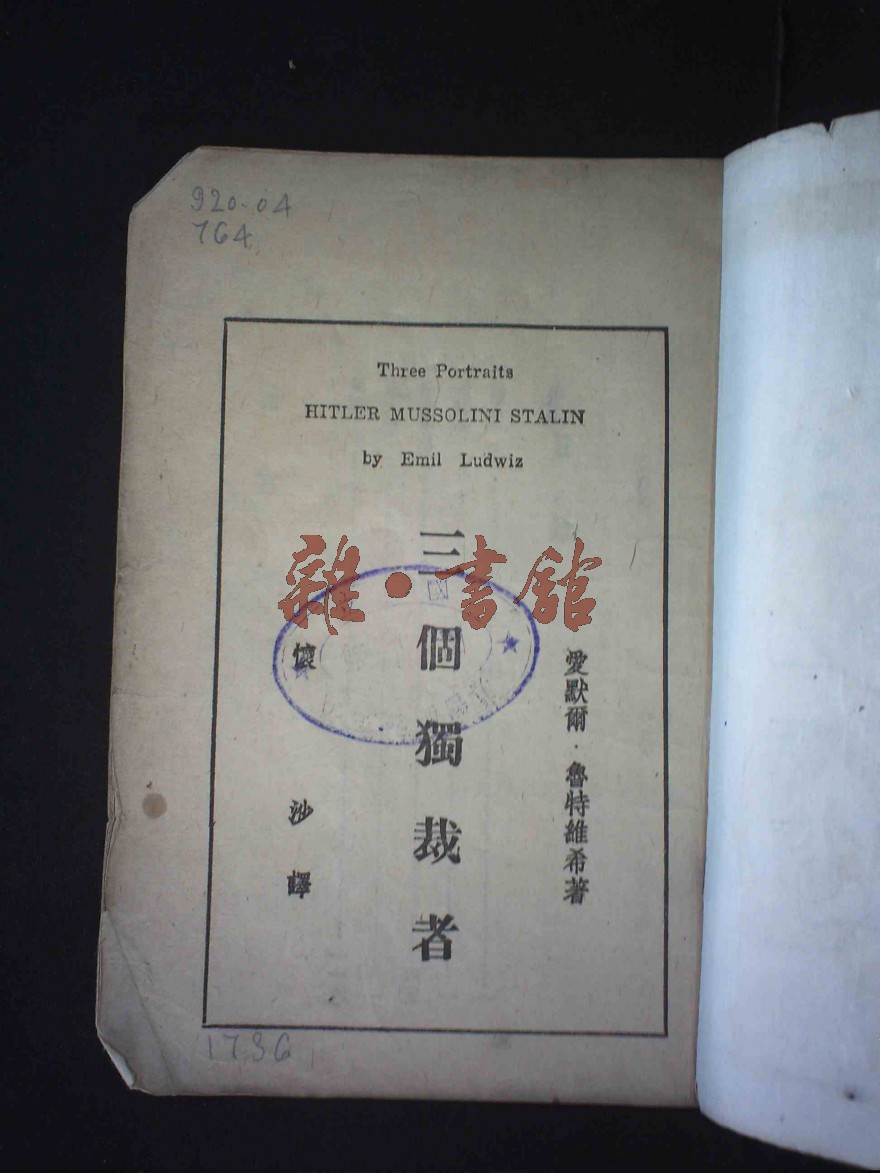 920.04
764
Three Portraits
HITLER MUSSOLINI STALIN
by Emil Ludwiz
雜·書館
愛默爾·魯特維希著
三個獨裁者
懷沙譯
1736